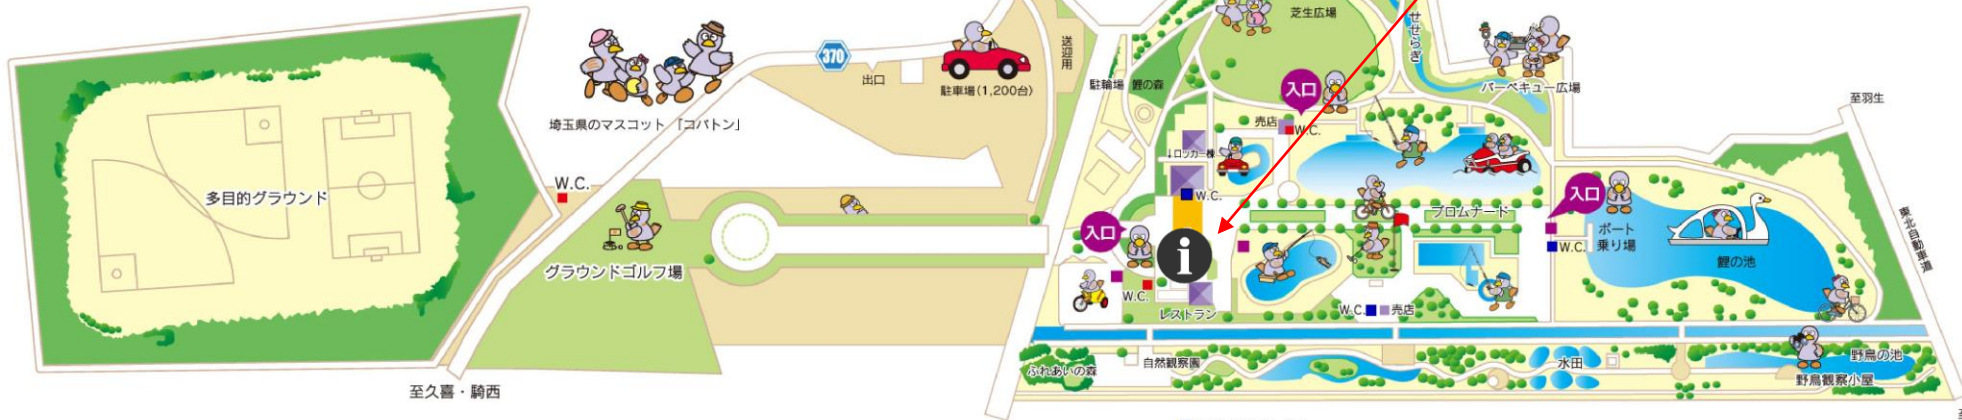 芝生広場
せせらぎ
370
出口
送迎用
駐車場(1,200台)
駐輪場
鯉の森
入口
バーベキュー広場
至羽生
埼玉県のマスコット 「コバトン」
売店
W.C.
↓ロッカー棟
W.C.
多目的グラウンド
W.C.
入口
プロムナード
ボート
乗り場
W.C.
東北自動車道
入口
鯉の池
グラウンドゴルフ場
i
W.C.
レストラン
W.C.
売店
ふれあいの森
自然観察園
水田
野鳥の池
野鳥観察小屋
至久喜・騎西